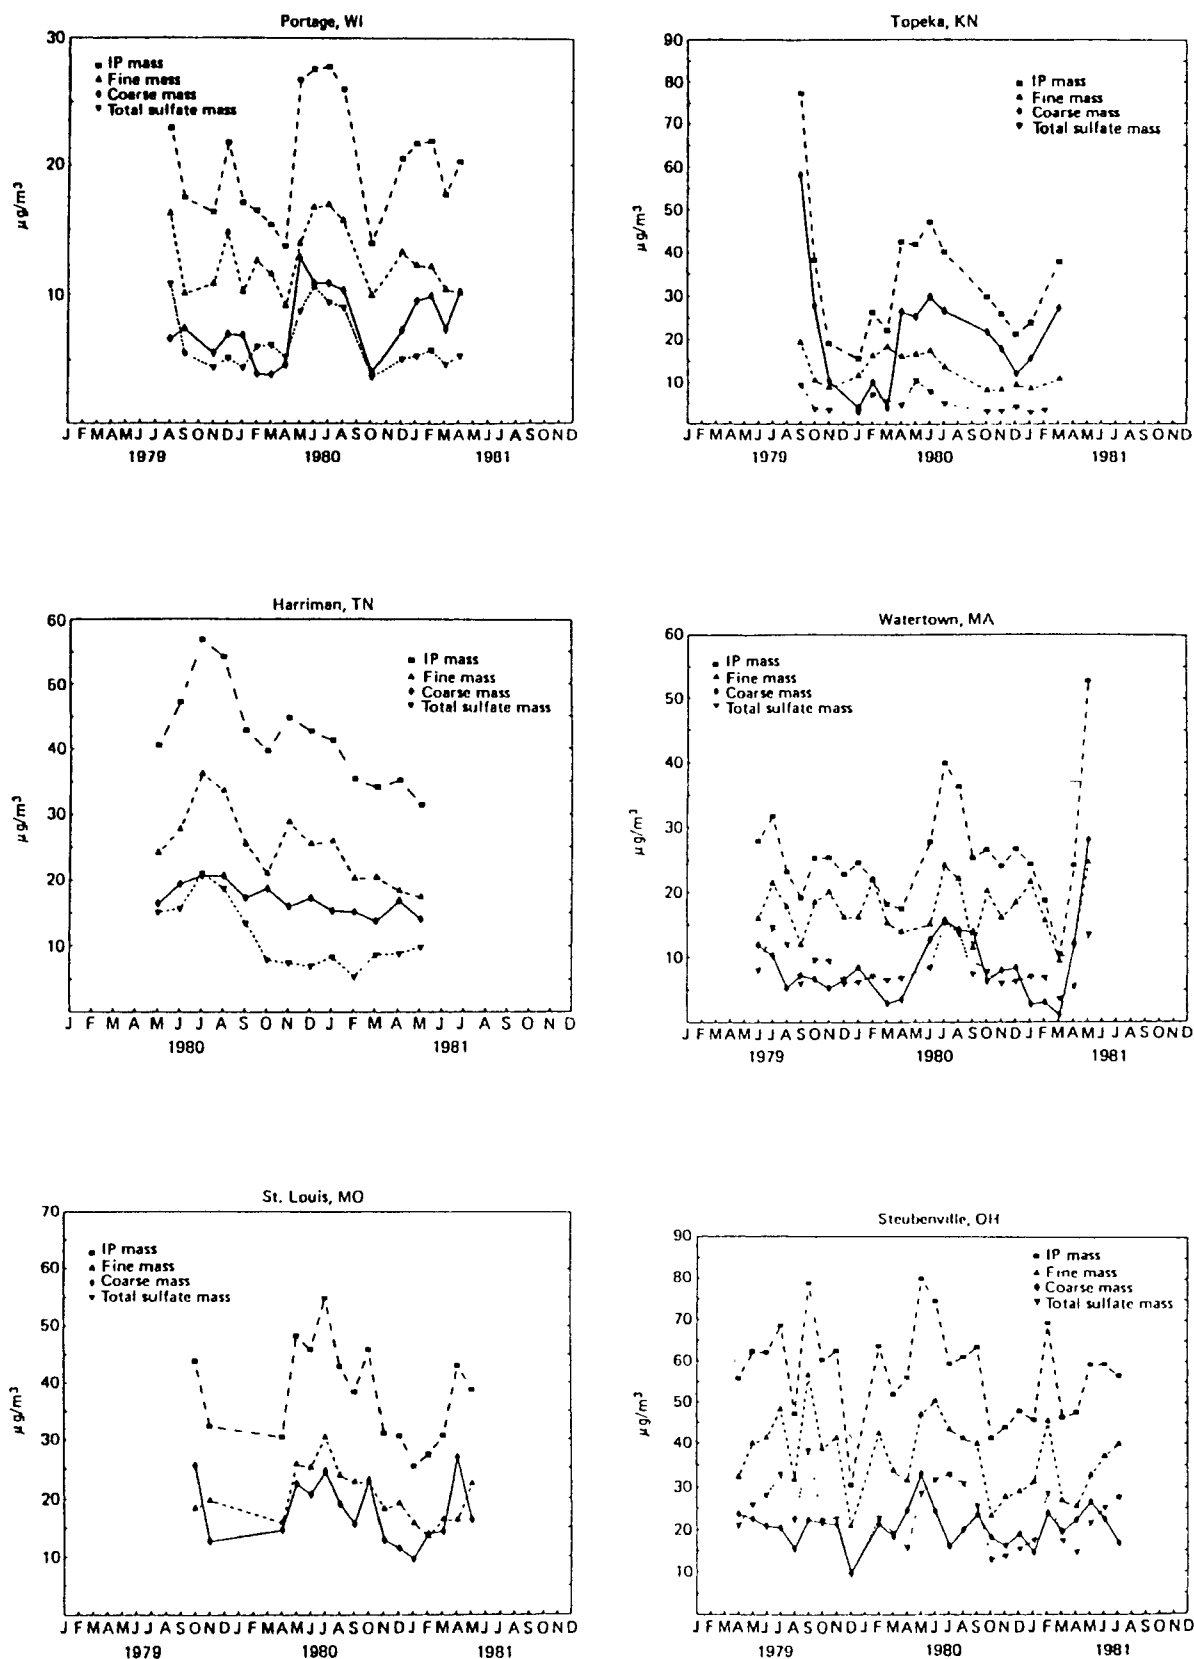 Portage, WI
30
20
10
µg/m³
IP mass
Fine mass
Coarse mass
Total sulfate mass
J F M A M J J A S O N D J F M A M J J A S O N D J F M A M J J A S O N D
1979 1980 1981
Topeka, KN
90
80
70
60
50
40
30
20
10
µg/m³
IP mass
Fine mass
Coarse mass
Total sulfate mass
J F M A M J J A S O N D J F M A M J J A S O N D J F M A M J J A S O N D
1979 1980 1981
Harriman, TN
60
50
40
30
20
10
µg/m³
IP mass
Fine mass
Coarse mass
Total sulfate mass
J F M A M J J A S O N D J F M A M J J A S O N D
1980 1981
Watertown, MA
60
50
40
30
20
10
µg/m³
IP mass
Fine mass
Coarse mass
Total sulfate mass
J F M A M J J A S O N D J F M A M J J A S O N D J F M A M J J A S O N D
1979 1980 1981
St. Louis, MO
70
60
50
40
30
20
10
µg/m³
IP mass
Fine mass
Coarse mass
Total sulfate mass
J F M A M J J A S O N D J F M A M J J A S O N D J F M A M J J A S O N D
1979 1980 1981
Steubenville, OH
90
80
70
60
50
40
30
20
10
µg/m³
IP mass
Fine mass
Coarse mass
Total sulfate mass
J F M A M J J A S O N D J F M A M J J A S O N D J F M A M J J A S O N D
1979 1980 1981